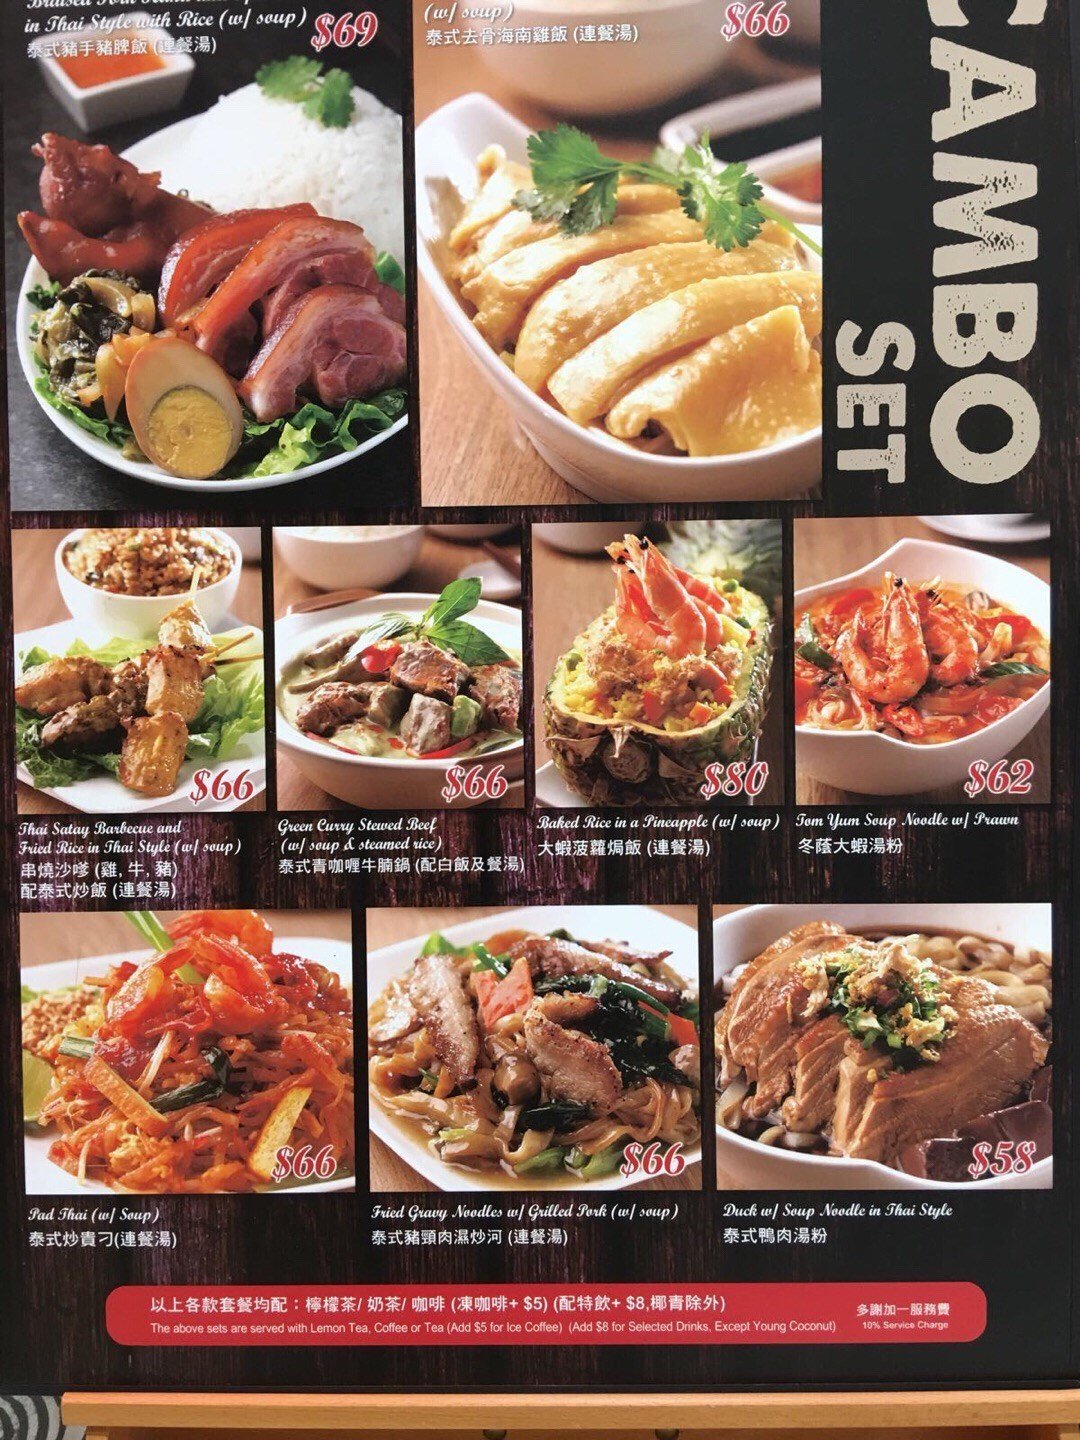 in Thai Style with Rice (w/ soup)
泰式豬手豬脾飯 (連餐湯)
$69
(w/ soup)
泰式去骨海南雞飯 (連餐湯)
$66
CAMBO
SET
$66
Thai Satay Barbecue and
Fried Rice in Thai Style (w/ soup)
串燒沙嗲 (雞, 牛, 豬)
配泰式炒飯 (連餐湯)
$66
Green Curry Stewed Beef
(w/ soup & steamed rice)
泰式青咖喱牛腩鍋 (配白飯及餐湯)
$80
Baked Rice in a Pineapple (w/ soup)
大蝦菠蘿焗飯 (連餐湯)
$62
Tom Yum Soup Noodle w/ Prawn
冬蔭大蝦湯粉
$66
Pad Thai (w/ Soup)
泰式炒貴刁(連餐湯)
$66
Fried Gravy Noodles w/ Grilled Pork (w/ soup)
泰式豬頸肉濕炒河 (連餐湯)
$58
Duck w/ Soup Noodle in Thai Style
泰式鴨肉湯粉
以上各款套餐均配：檸檬茶/ 奶茶/ 咖啡 (凍咖啡+ $5) (配特飲+ $8,椰青除外)
The above sets are served with Lemon Tea, Coffee or Tea (Add $5 for Ice Coffee) (Add $8 for Selected Drinks, Except Young Coconut)
多謝加一服務費
10% Service Charge